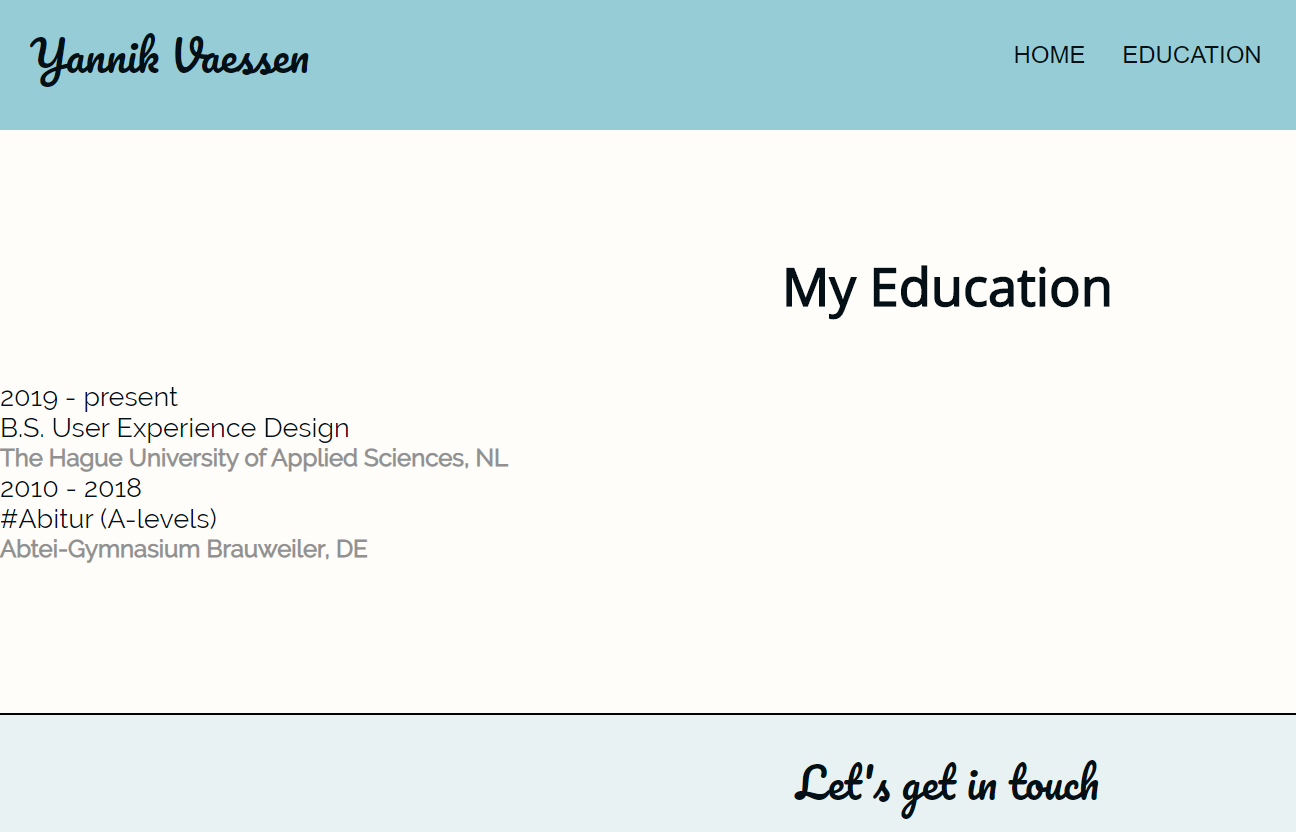 Yannik Vaessen
HOME EDUCATION
My Education
2019 - present
B.S. User Experience Design
The Hague University of Applied Sciences, NL
2010 - 2018
#Abitur (A-levels)
Abtei-Gymnasium Brauweiler, DE
Let's get in touch